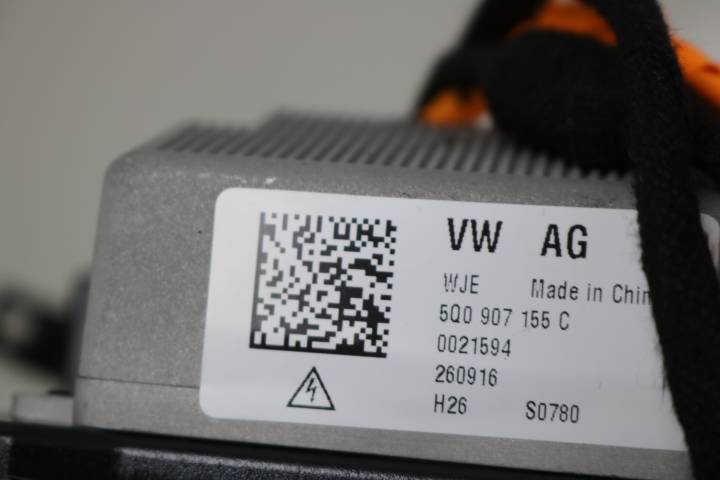 VW AG
WJE Made in Chin
5Q0 907 155 C
0021594
260916
H26 S0780